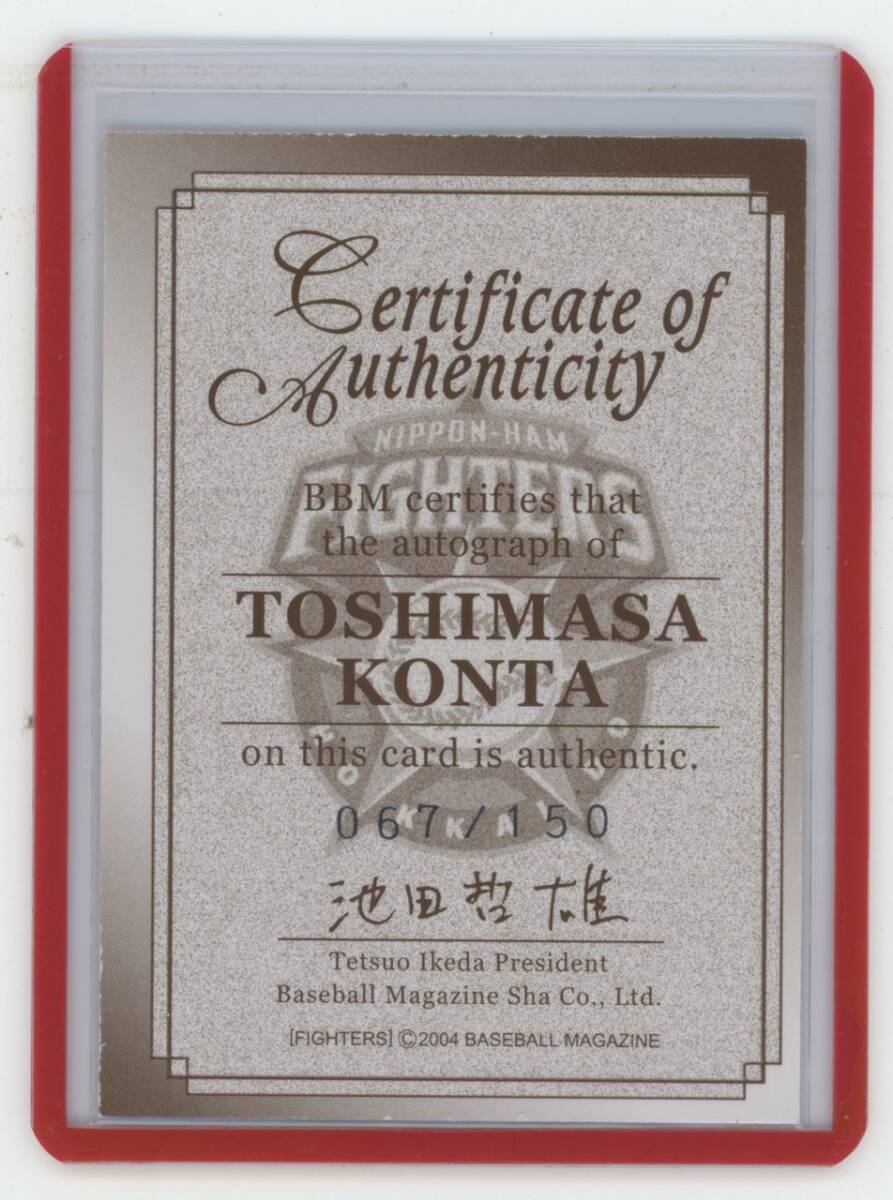 Certificate of
Authenticity
NIPPON-HAM
FIGHTERS
BBM certifies that
the autograph of
TOSHIMASA
KONTA
on this card is authentic.
HOKKAIDO
067/150
池田哲雄
Tetsuo Ikeda President
Baseball Magazine Sha Co., Ltd.
[FIGHTERS] ©2004 BASEBALL MAGAZINE